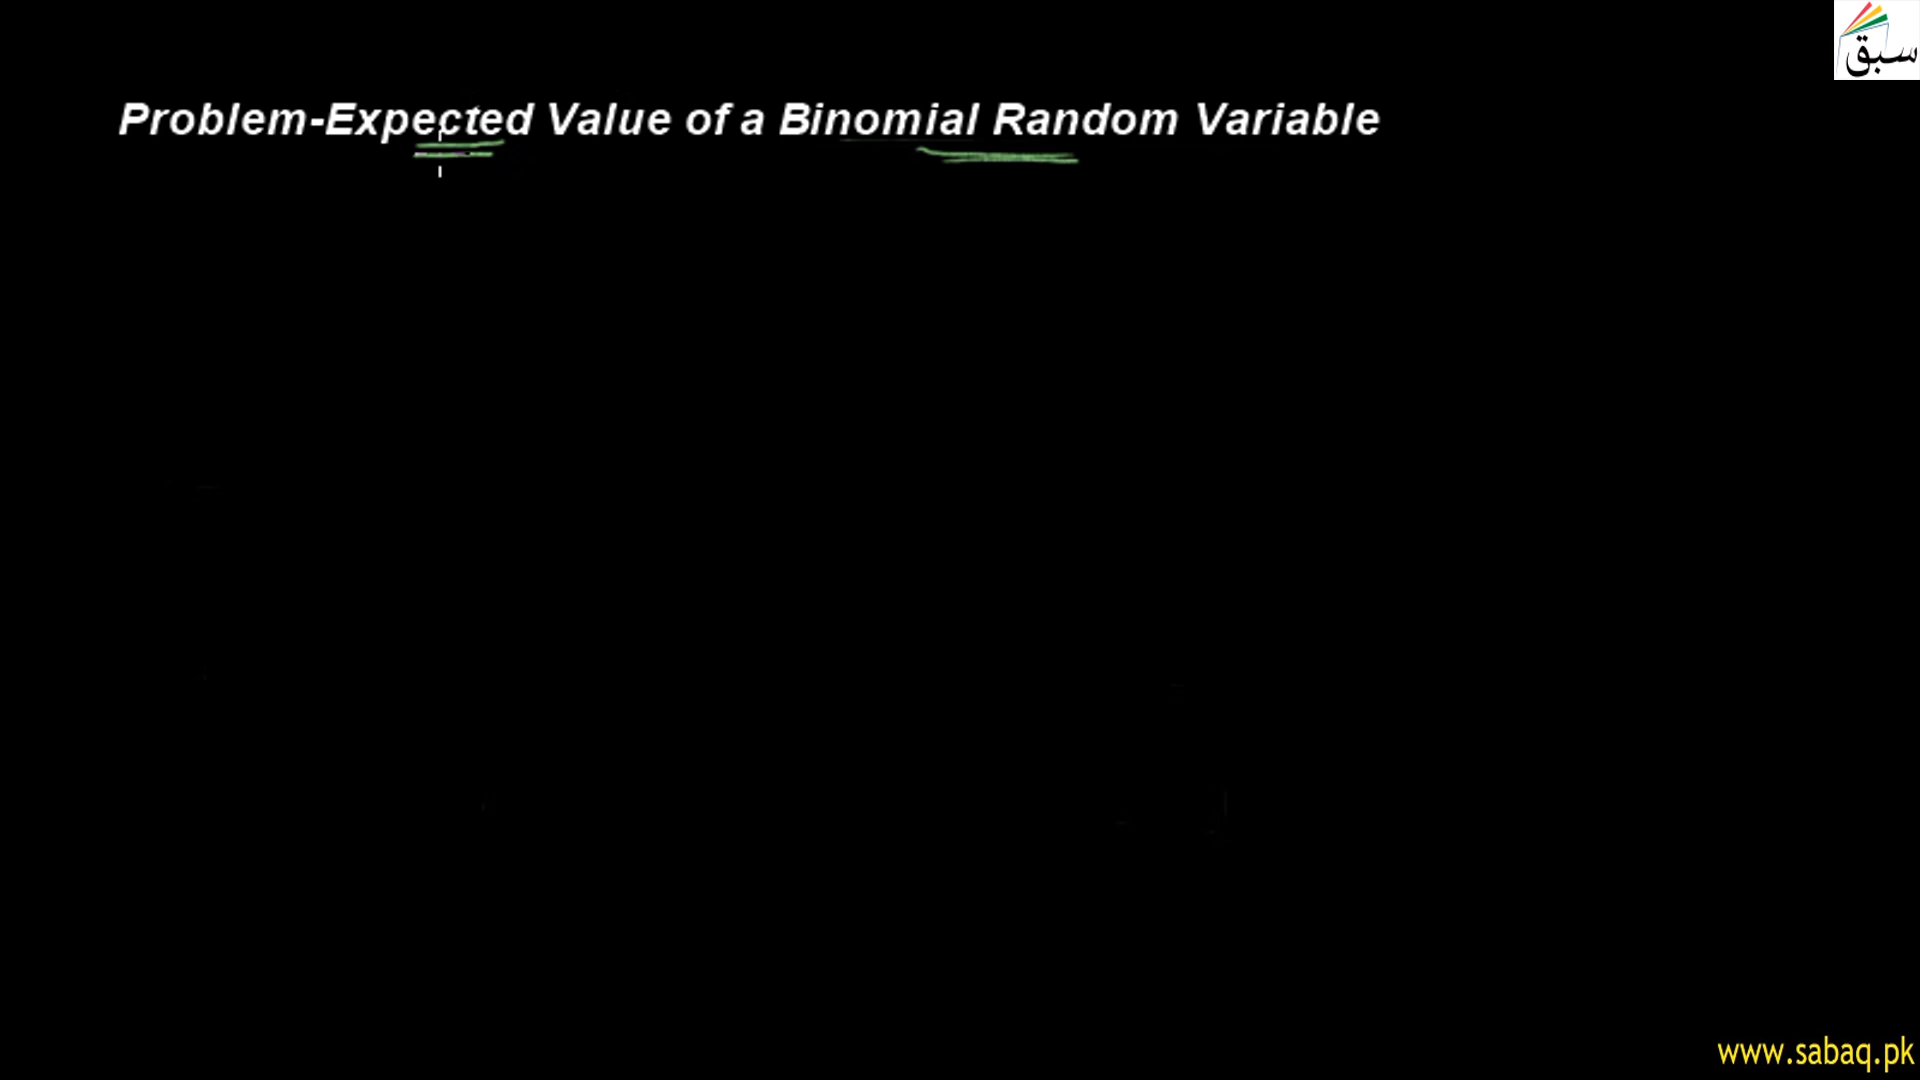 سبق
Problem-Expected Value of a Binomial Random Variable
www.sabaq.pk